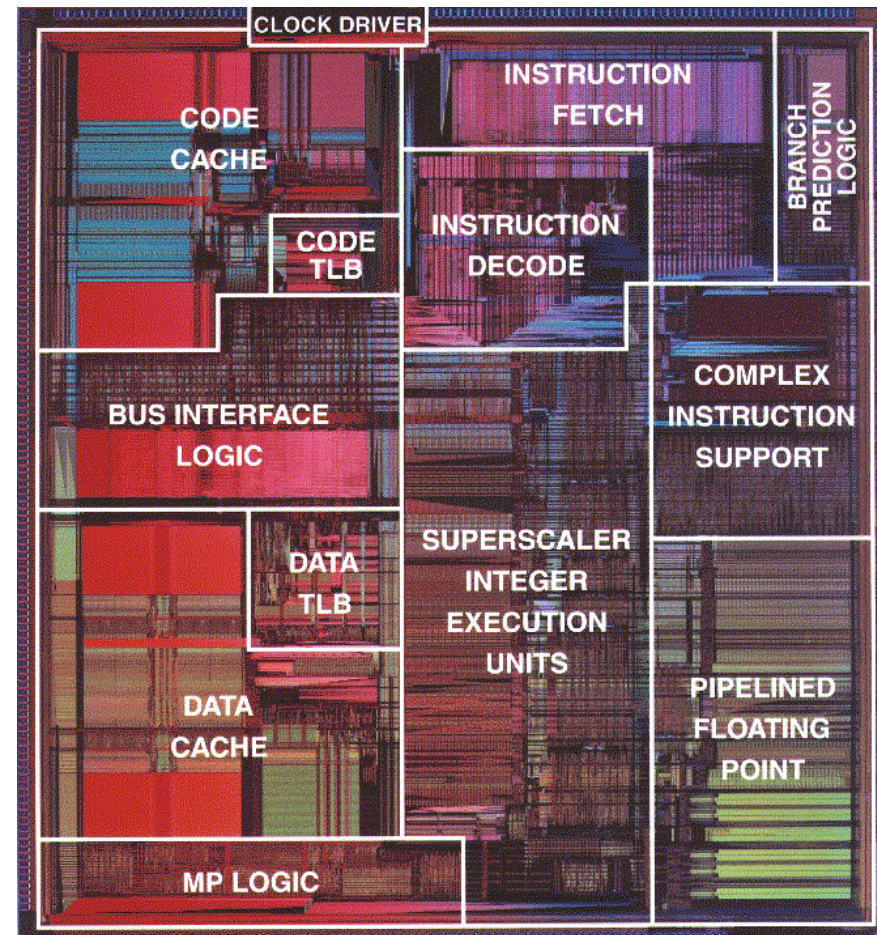 CLOCK DRIVER
CODE
CACHE
INSTRUCTION
FETCH
BRANCH
PREDICTION
LOGIC
CODE
TLB
INSTRUCTION
DECODE
BUS INTERFACE
LOGIC
COMPLEX
INSTRUCTION
SUPPORT
DATA
TLB
SUPERSCALER
INTEGER
EXECUTION
UNITS
DATA
CACHE
PIPELINED
FLOATING
POINT
MP LOGIC